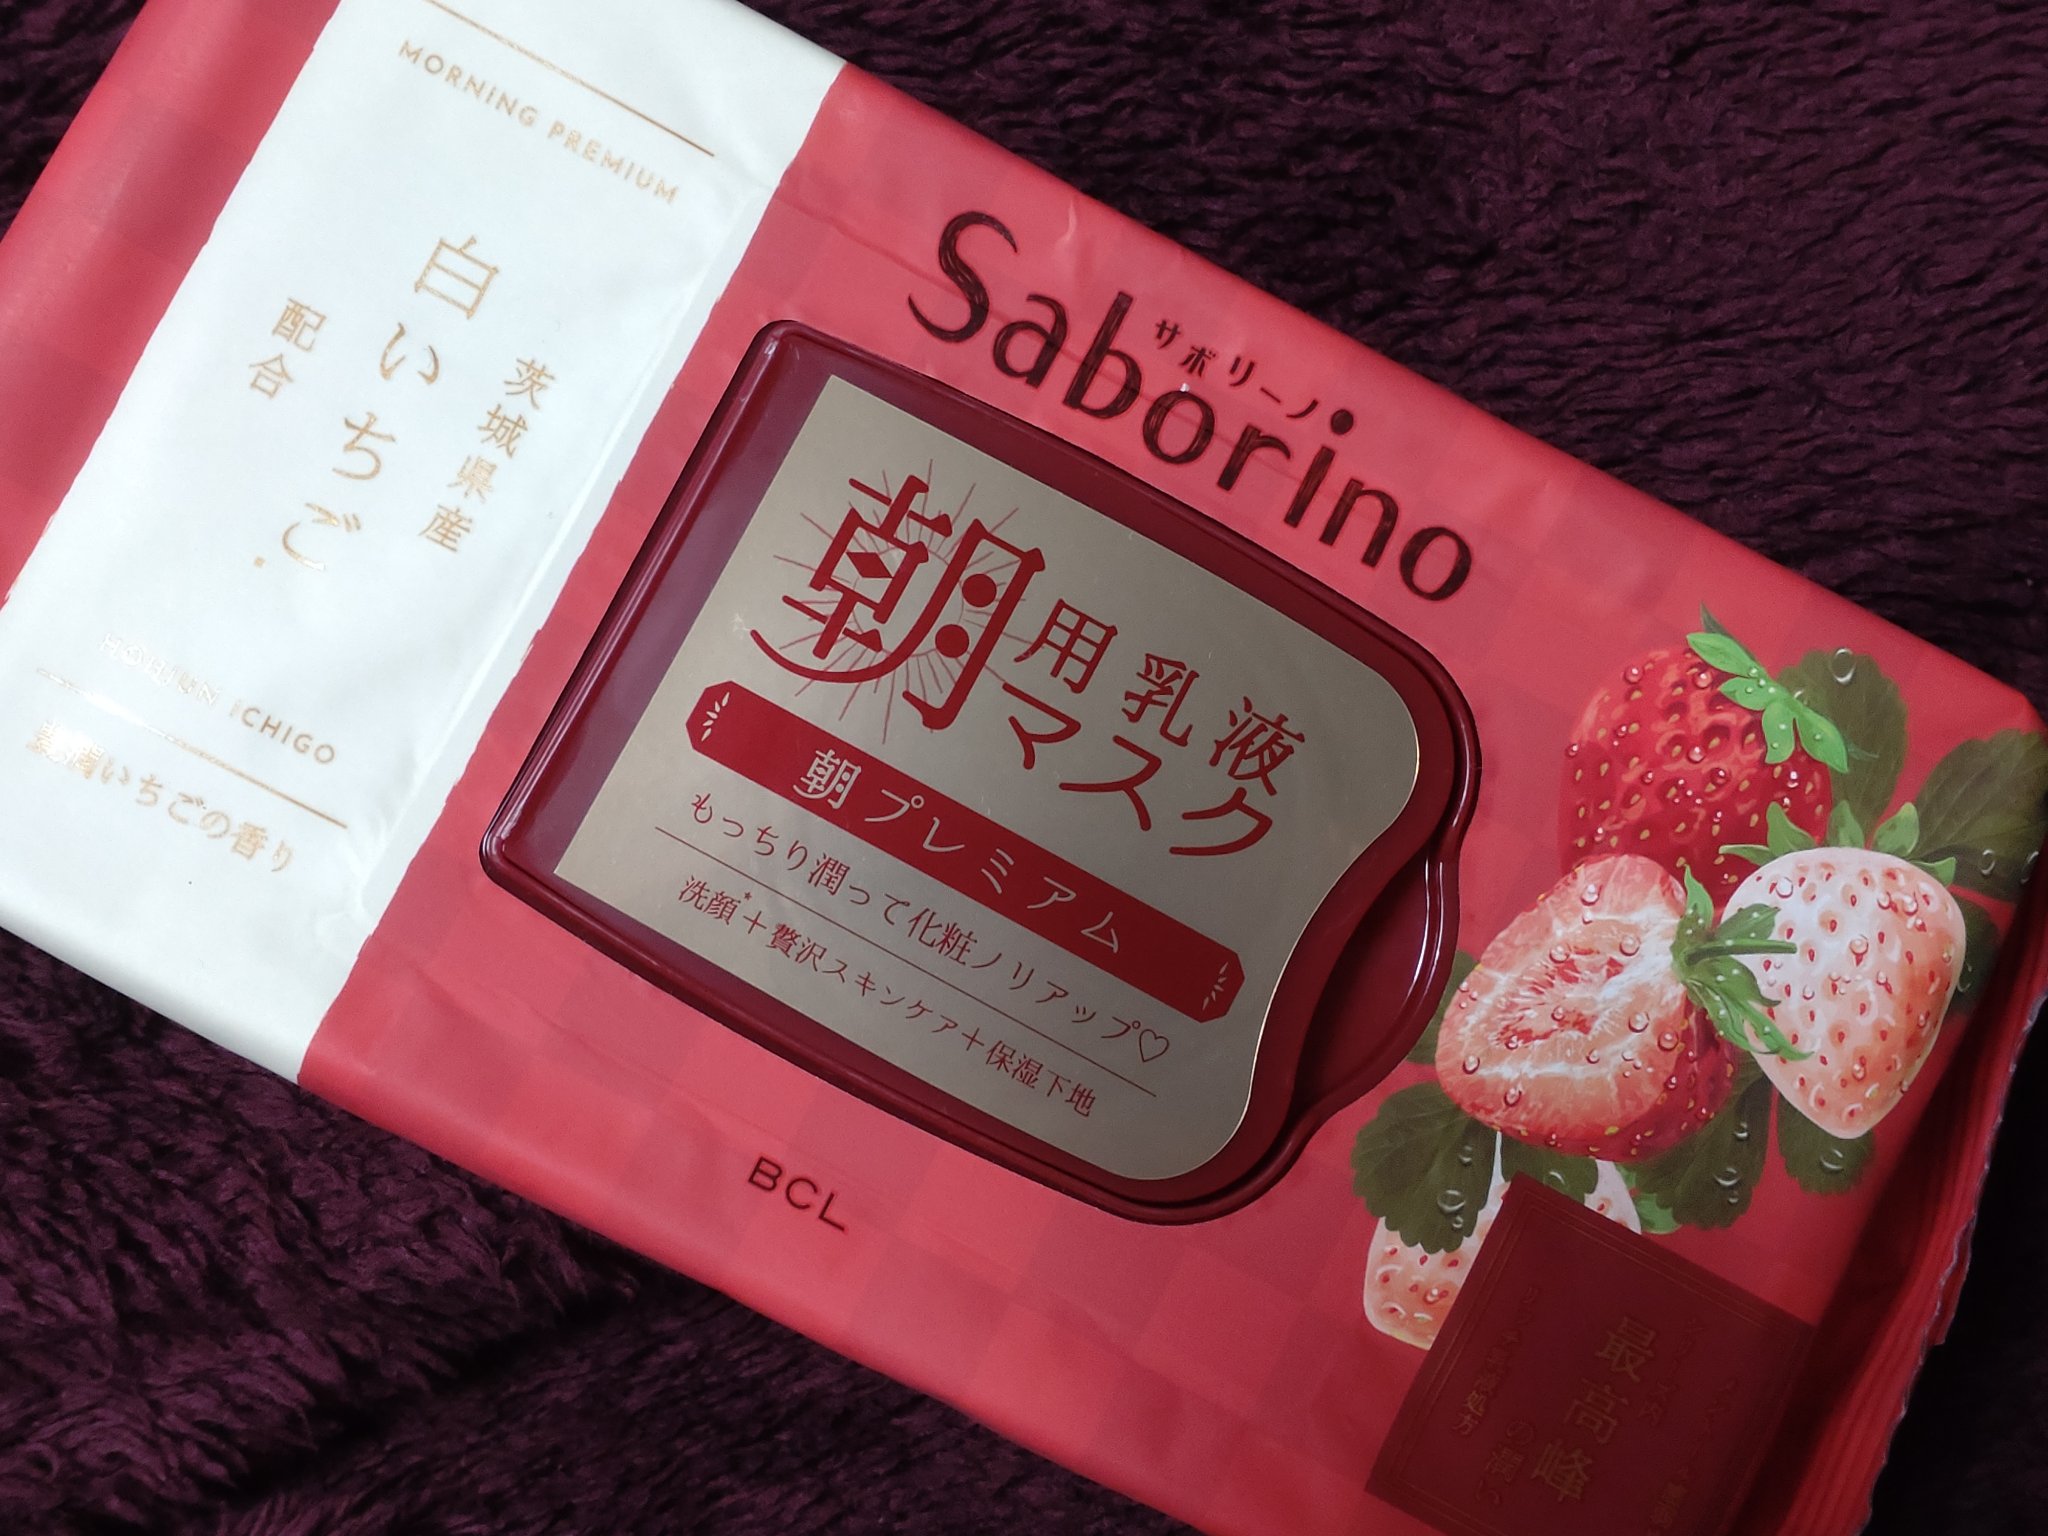 MORNING PREMIUM
茨城県産
白いちご
配合
ICHIGO
いちごの香り
サボリーノ
Saborino
朝用乳液
マスク
朝プレミアム
もっちり潤って化粧ノリアップ♡
洗顔*＋贅沢スキンケア＋保湿下地
BCL
最高峰
の潤い